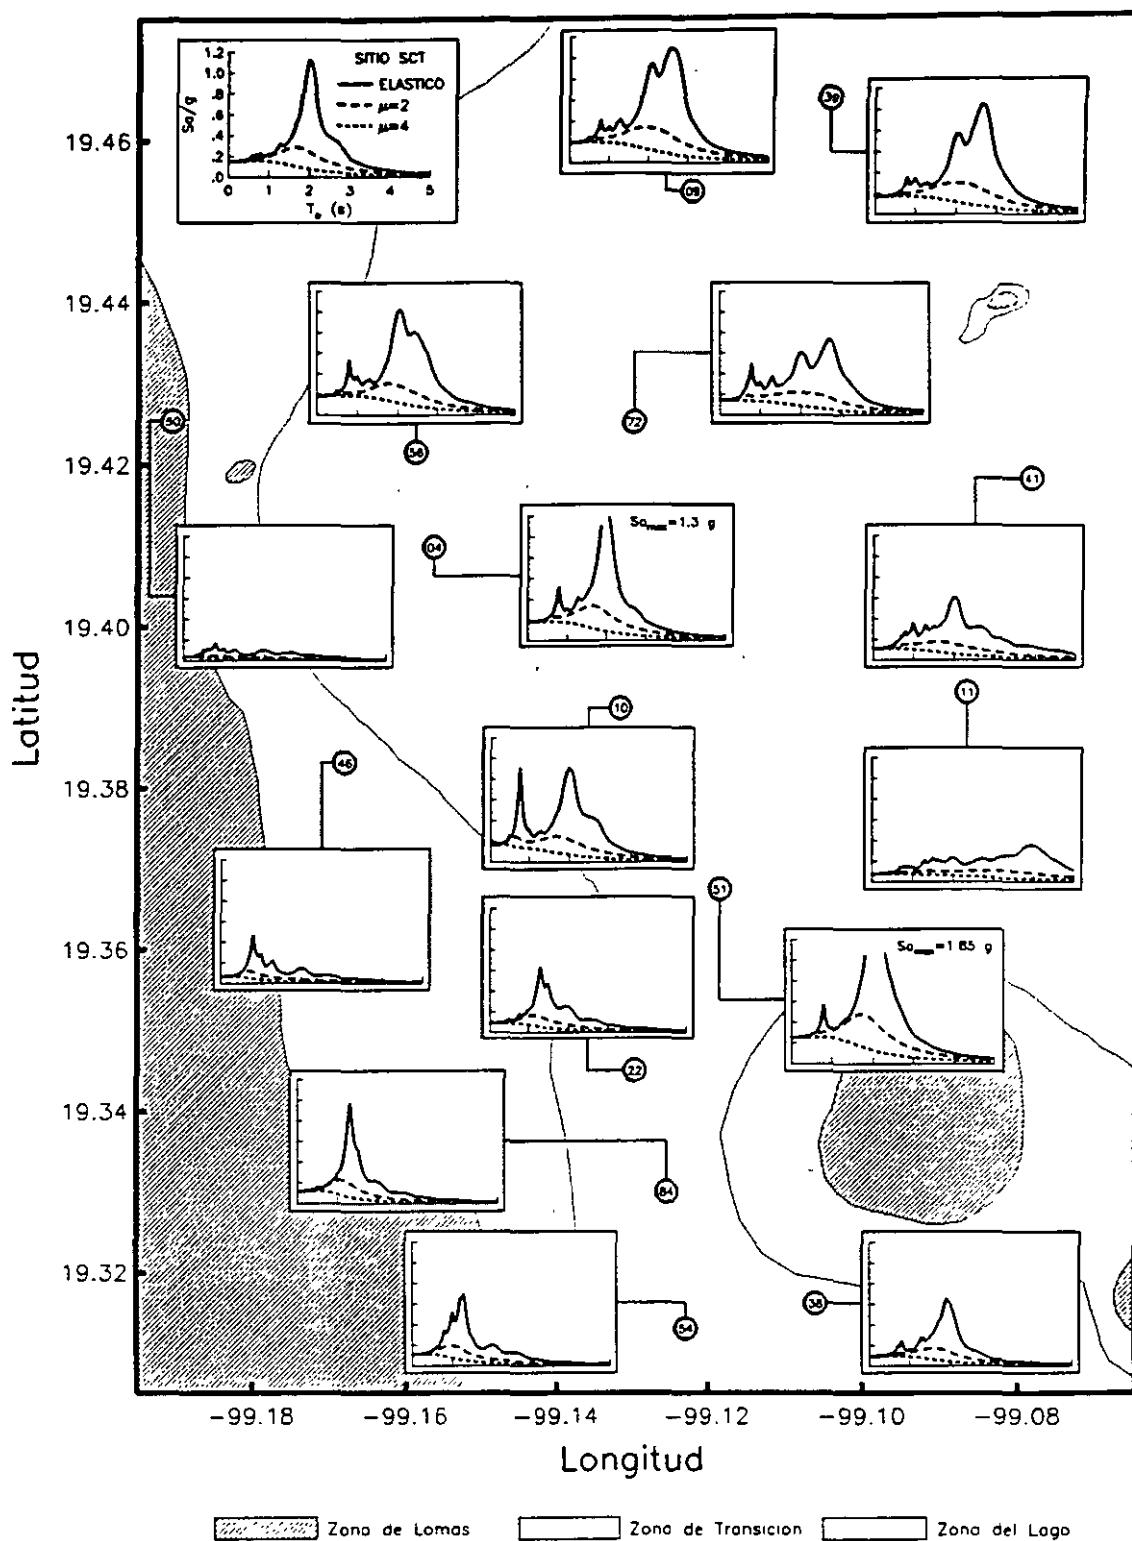 SITIO SCT
ELASTICO
μ=2
μ=4
Sa/g
1.2
1.0
.8
.6
.4
.2
.0
0 1 2 3 4 5
T₀ (s)
09
39
56
72
50
41
04
Sa_max=1.3 g
11
10
46
51
Sa_max=1.65 g
22
84
54
38
Latitud
19.46
19.44
19.42
19.40
19.38
19.36
19.34
19.32
-99.18 -99.16 -99.14 -99.12 -99.10 -99.08
Longitud
Zona de Lomas
Zona de Transicion
Zona del Lago